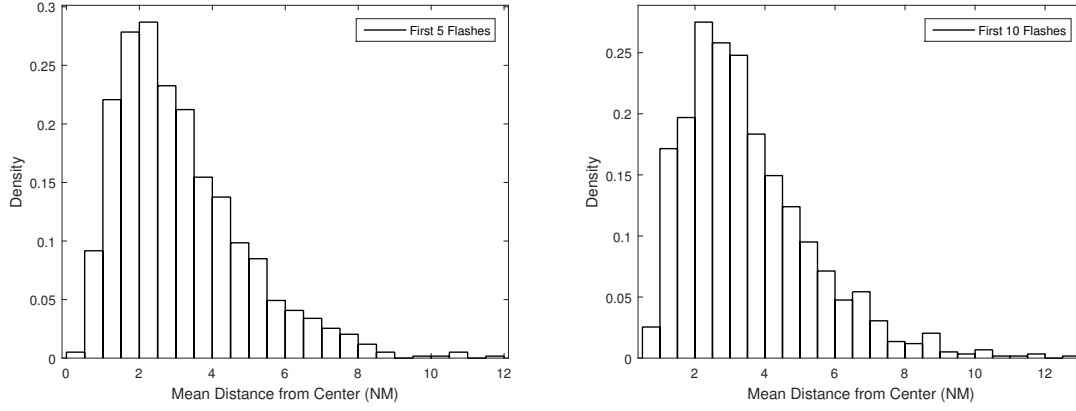 0.3
0.25
0.2
0.15
0.1
0.05
0
Density
First 5 Flashes
0 2 4 6 8 10 12
Mean Distance from Center (NM)
0.25
0.2
0.15
0.1
0.05
0
Density
First 10 Flashes
2 4 6 8 10 12
Mean Distance from Center (NM)